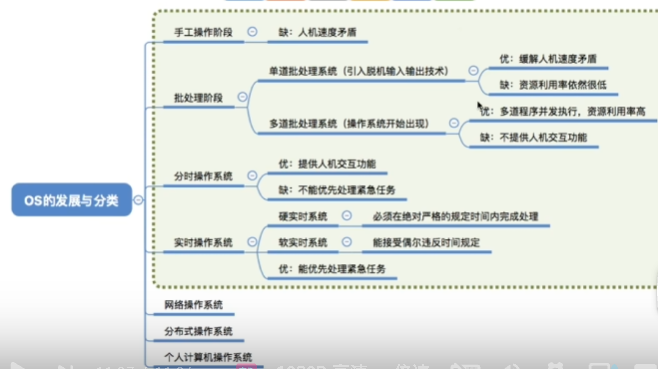 手工操作阶段
缺：人机速度矛盾
批处理阶段
单道批处理系统（引入脱机输入输出技术）
优：缓解人机速度矛盾
缺：资源利用率依然很低
多道批处理系统（操作系统开始出现）
优：多道程序并发执行，资源利用率高
缺：不提供人机交互功能
OS的发展与分类
分时操作系统
优：提供人机交互功能
缺：不能优先处理紧急任务
实时操作系统
硬实时系统
必须在绝对严格的规定时间内完成处理
软实时系统
能接受偶尔违反时间规定
优：能优先处理紧急任务
网络操作系统
分布式操作系统
个人计算机操作系统